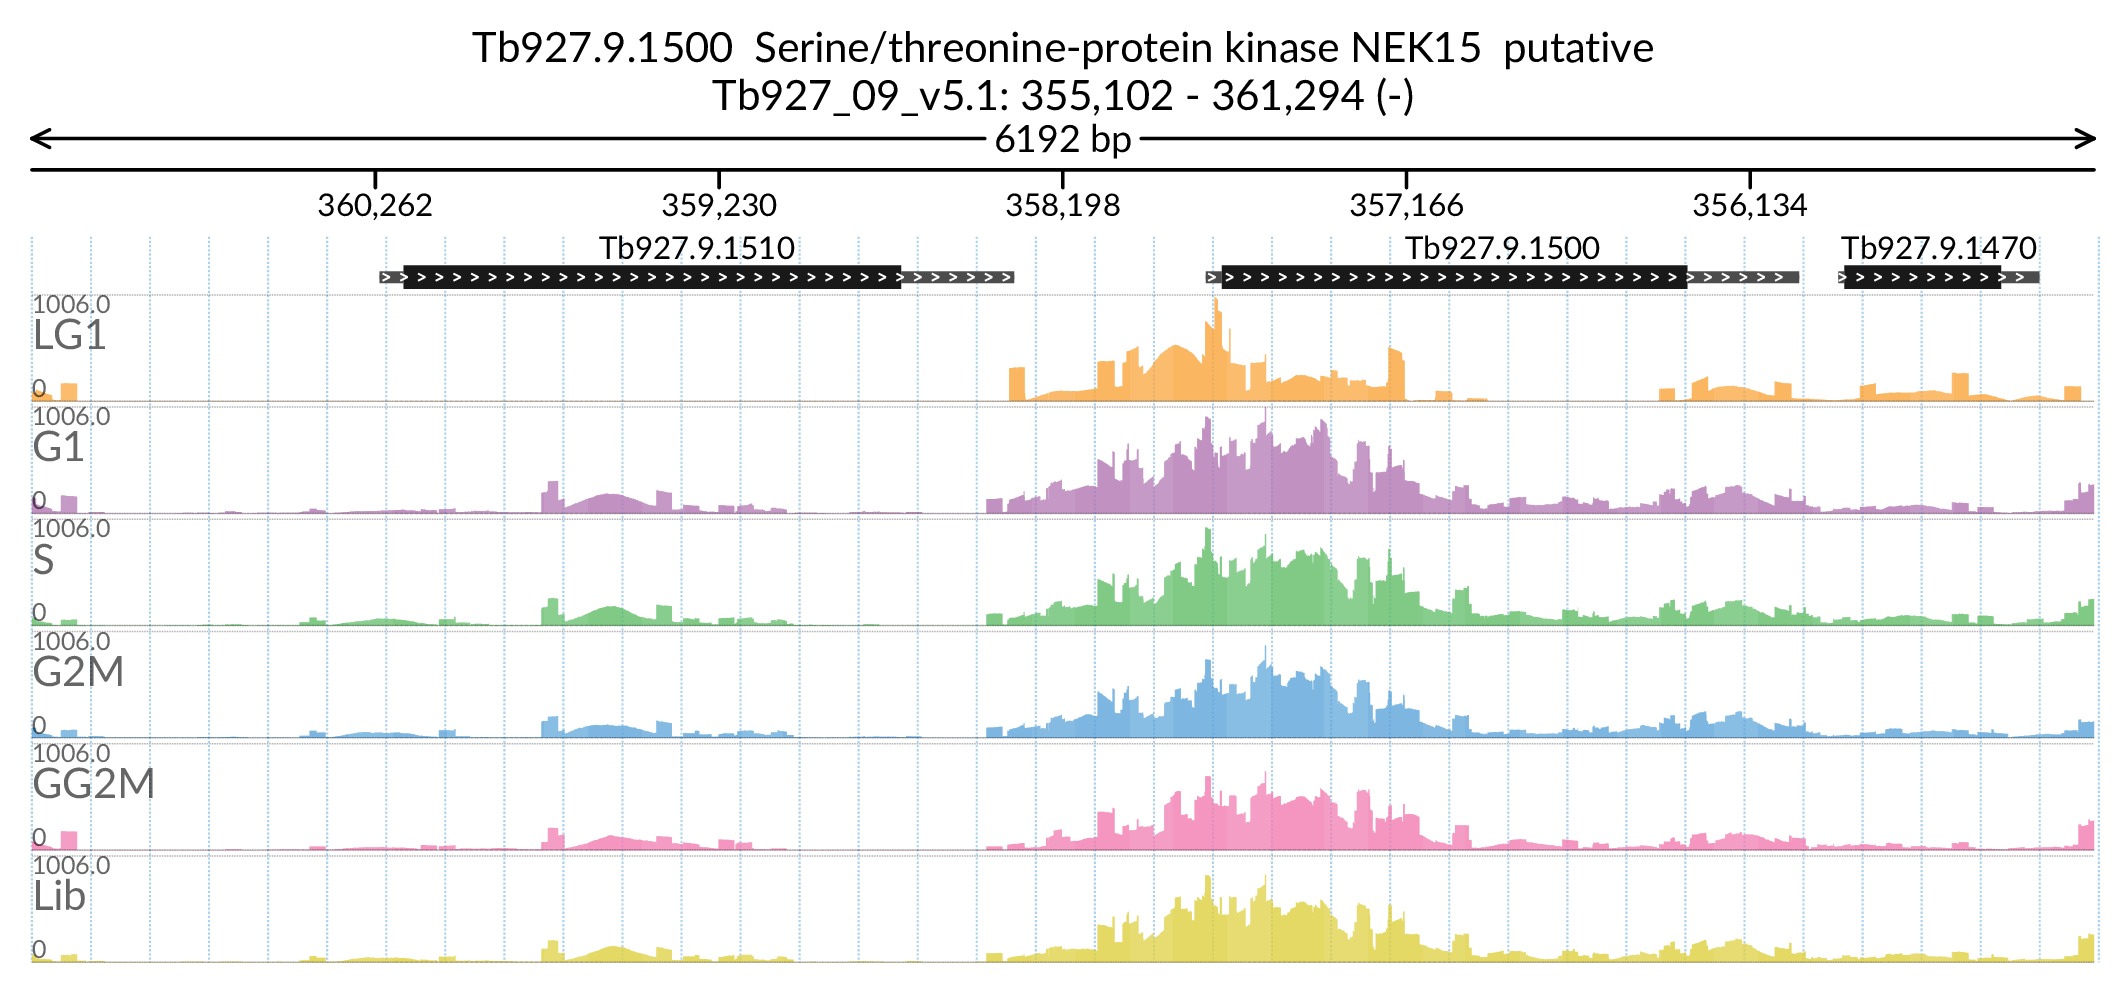 Tb927.9.1500  Serine/threonine-protein kinase NEK15  putative
Tb927_09_v5.1: 355,102 - 361,294 (-)
6192 bp
360,262 359,230 358,198 357,166 356,134
Tb927.9.1510 Tb927.9.1500 Tb927.9.1470
1006.0
LG1
0
1006.0
G1
0
1006.0
S
0
1006.0
G2M
0
1006.0
GG2M
0
1006.0
Lib
0